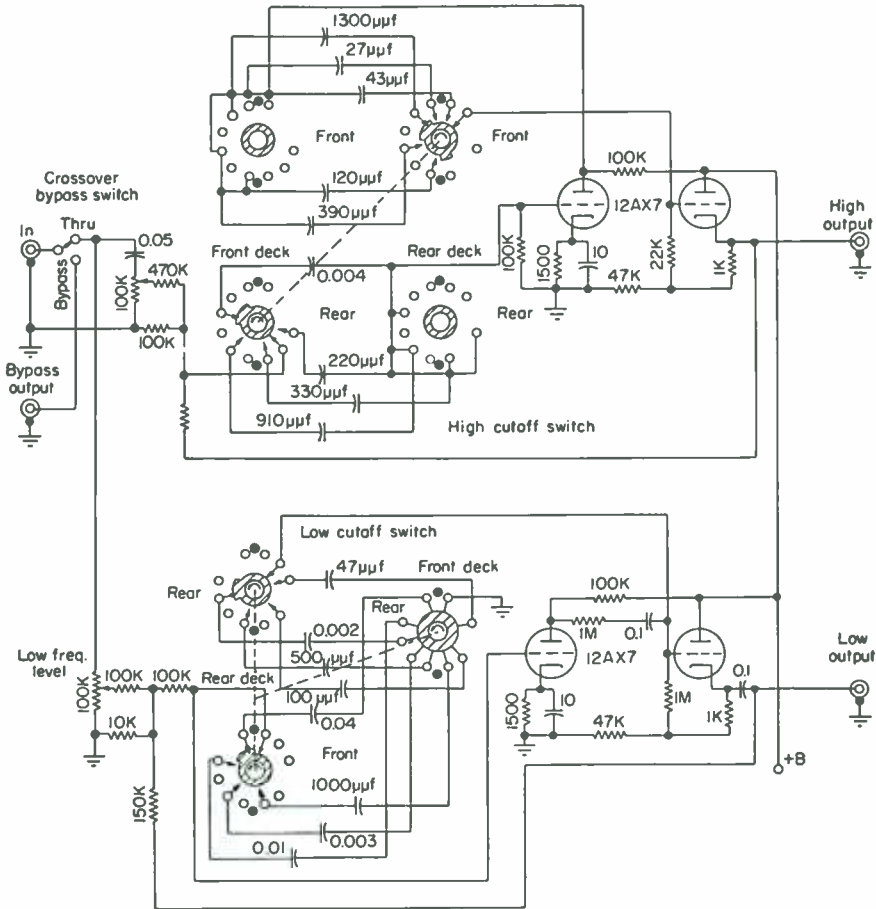 1300μμf
27μμf
43μμf
Front
Front
120μμf
390μμf
Crossover
bypass switch
In
Thru
Bypass
0.05
470K
100K
100K
Bypass
output
Front deck
Rear deck
0.004
Rear
Rear
220μμf
330μμf
910μμf
High cutoff switch
100K
12AX7
100K
1500
10
47K
22K
1K
High
output
Low cutoff switch
47μμf
Front deck
Rear
Rear
0.002
500μμf
Rear deck
100μμf
0.04
Front
1000μμf
0.003
0.01
Low freq.
level
100K
100K
100K
10K
150K
100K
1M
0.1
12AX7
1500
10
47K
1M
1K
0.1
Low
output
+B